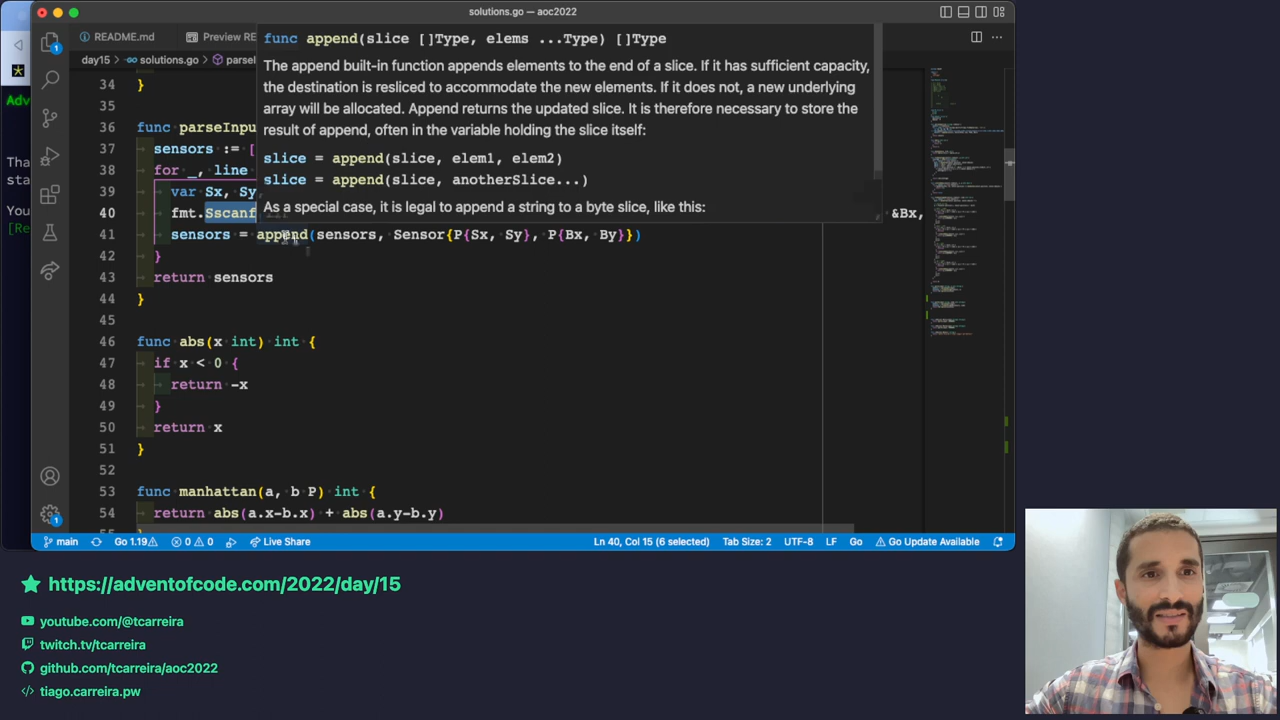 solutions.go — aoc2022
README.md
Preview RE
day15 > solutions.go > parseI
func append(slice []Type, elems ...Type) []Type
The append built-in function appends elements to the end of a slice. If it has sufficient capacity,
the destination is resliced to accommodate the new elements. If it does not, a new underlying
array will be allocated. Append returns the updated slice. It is therefore necessary to store the
result of append, often in the variable holding the slice itself:
slice = append(slice, elem1, elem2)
slice = append(slice, anotherSlice...)
As a special case, it is legal to append a string to a byte slice, like this:
Adv
Tha
sta
You
[Re
34 }
35
36 func parseInpu
37 sensors := [
38 for _, line
39 var Sx, Sy
40 fmt.Sscanf &Bx,
41 sensors = append(sensors, Sensor{P{Sx, Sy}, P{Bx, By}})
42 }
43 return sensors
44 }
45
46 func abs(x int) int {
47 if x < 0 {
48 return -x
49 }
50 return x
51 }
52
53 func manhattan(a, b P) int {
54 return abs(a.x-b.x) + abs(a.y-b.y)
main Go 1.19 0 0 Live Share Ln 40, Col 15 (6 selected) Tab Size: 2 UTF-8 LF Go Go Update Available
https://adventofcode.com/2022/day/15
youtube.com/@tcarreira
twitch.tv/tcarreira
github.com/tcarreira/aoc2022
tiago.carreira.pw